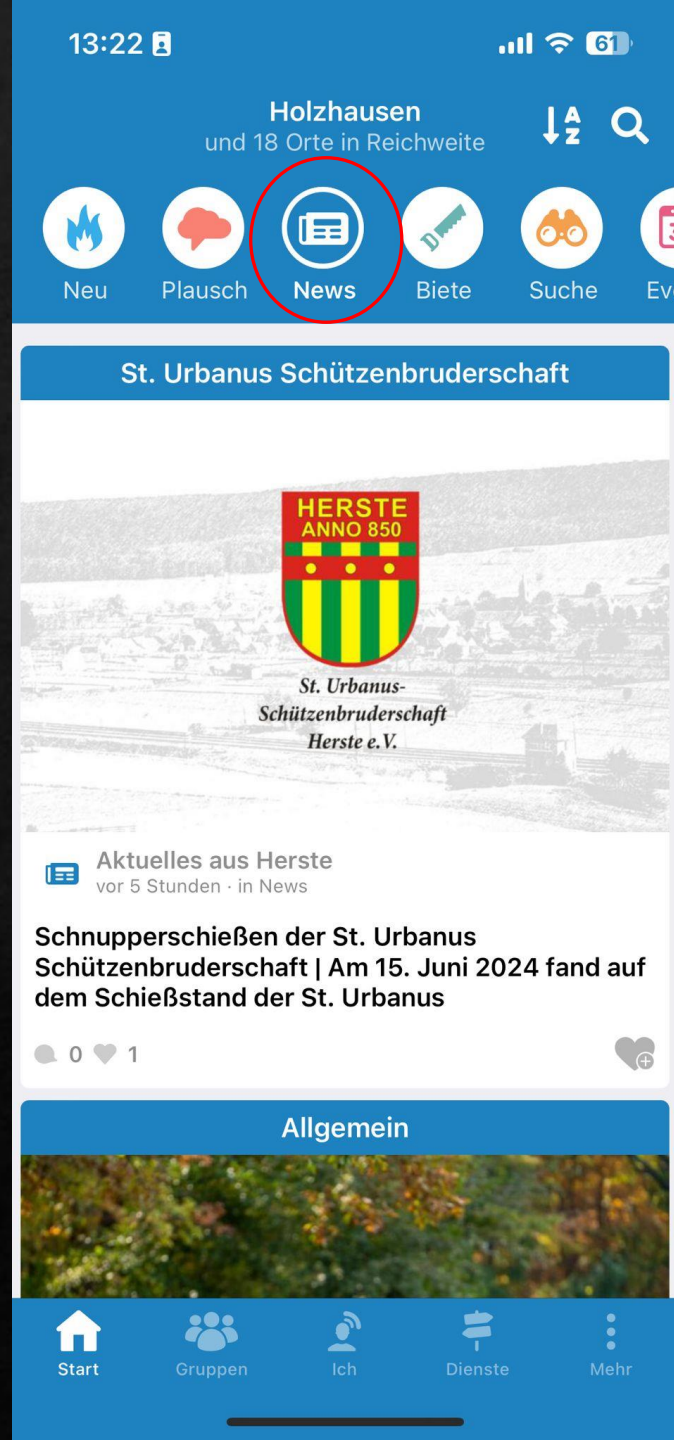 13:22
61
Holzhausen
und 18 Orte in Reichweite
A
Z
Neu
Plausch
News
Biete
Suche
St. Urbanus Schützenbruderschaft
HERSTE
ANNO 850
St. Urbanus-
Schützenbruderschaft
Herste e.V.
Aktuelles aus Herste
vor 5 Stunden · in News
Schnupperschießen der St. Urbanus
Schützenbruderschaft | Am 15. Juni 2024 fand auf
dem Schießstand der St. Urbanus
0
1
Allgemein
Start
Gruppen
Ich
Dienste
Mehr